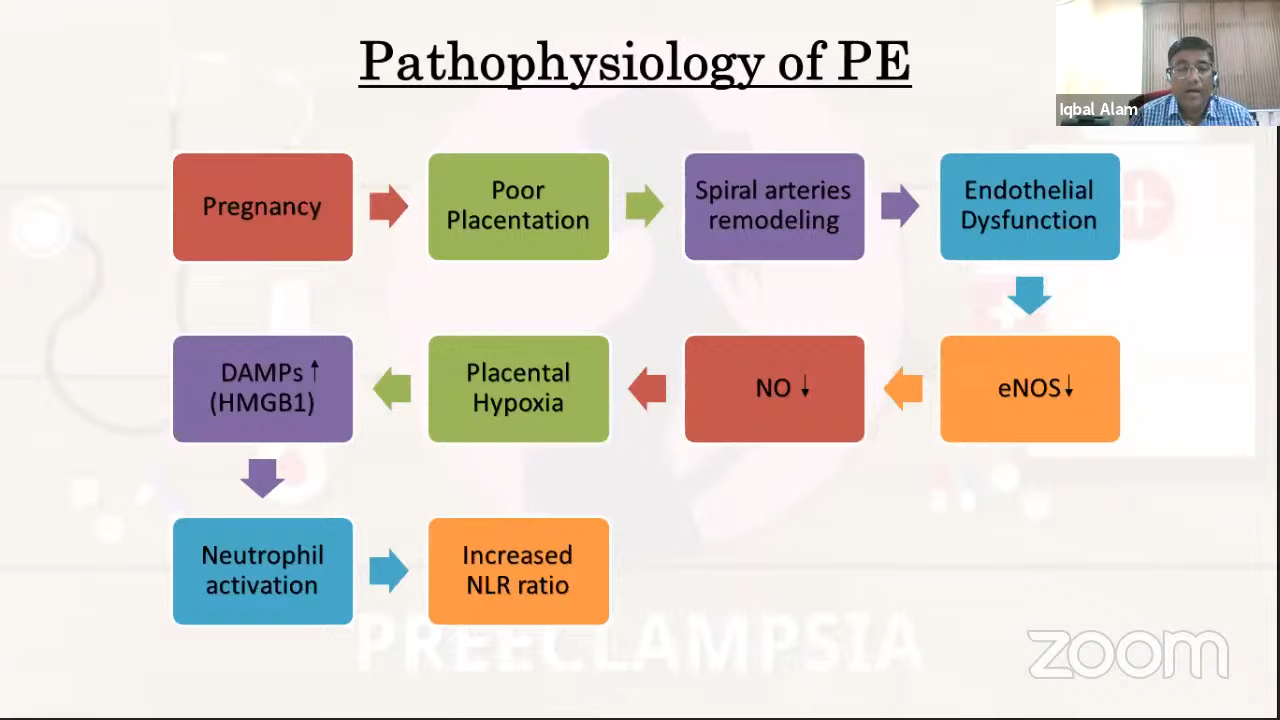 Pathophysiology of PE
Iqbal Alam
Pregnancy
Poor
Placentation
Spiral arteries
remodeling
Endothelial
Dysfunction
DAMPs ↑
(HMGB1)
Placental
Hypoxia
NO ↓
eNOS↓
Neutrophil
activation
Increased
NLR ratio
PREECLAMPSIA
zoom